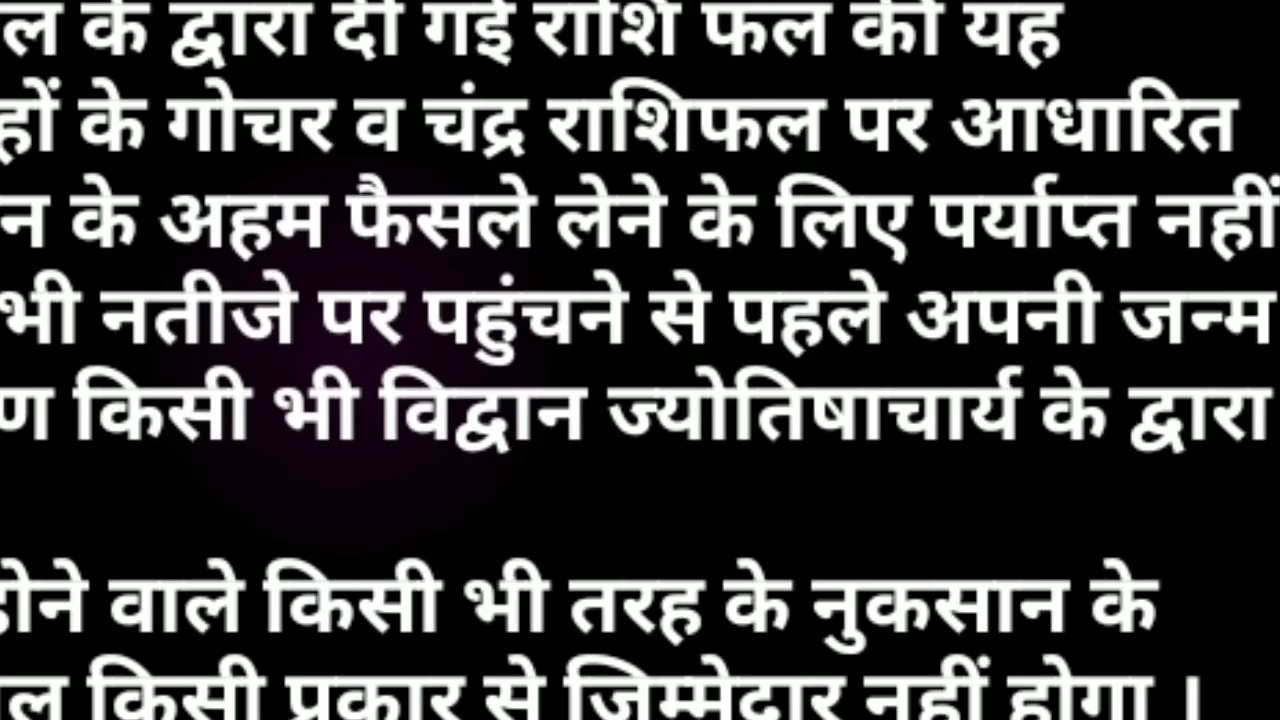 के द्वारा दी गई राशि फल की यह
के गोचर व चंद्र राशिफल पर आधारित
के अहम फैसले लेने के लिए पर्याप्त नहीं
भी नतीजे पर पहुंचने से पहले अपनी जन्म
किसी भी विद्वान ज्योतिषाचार्य के द्वारा
होने वाले किसी भी तरह के नुकसान के
किसी प्रकार से जिम्मेदार नहीं होगा ।